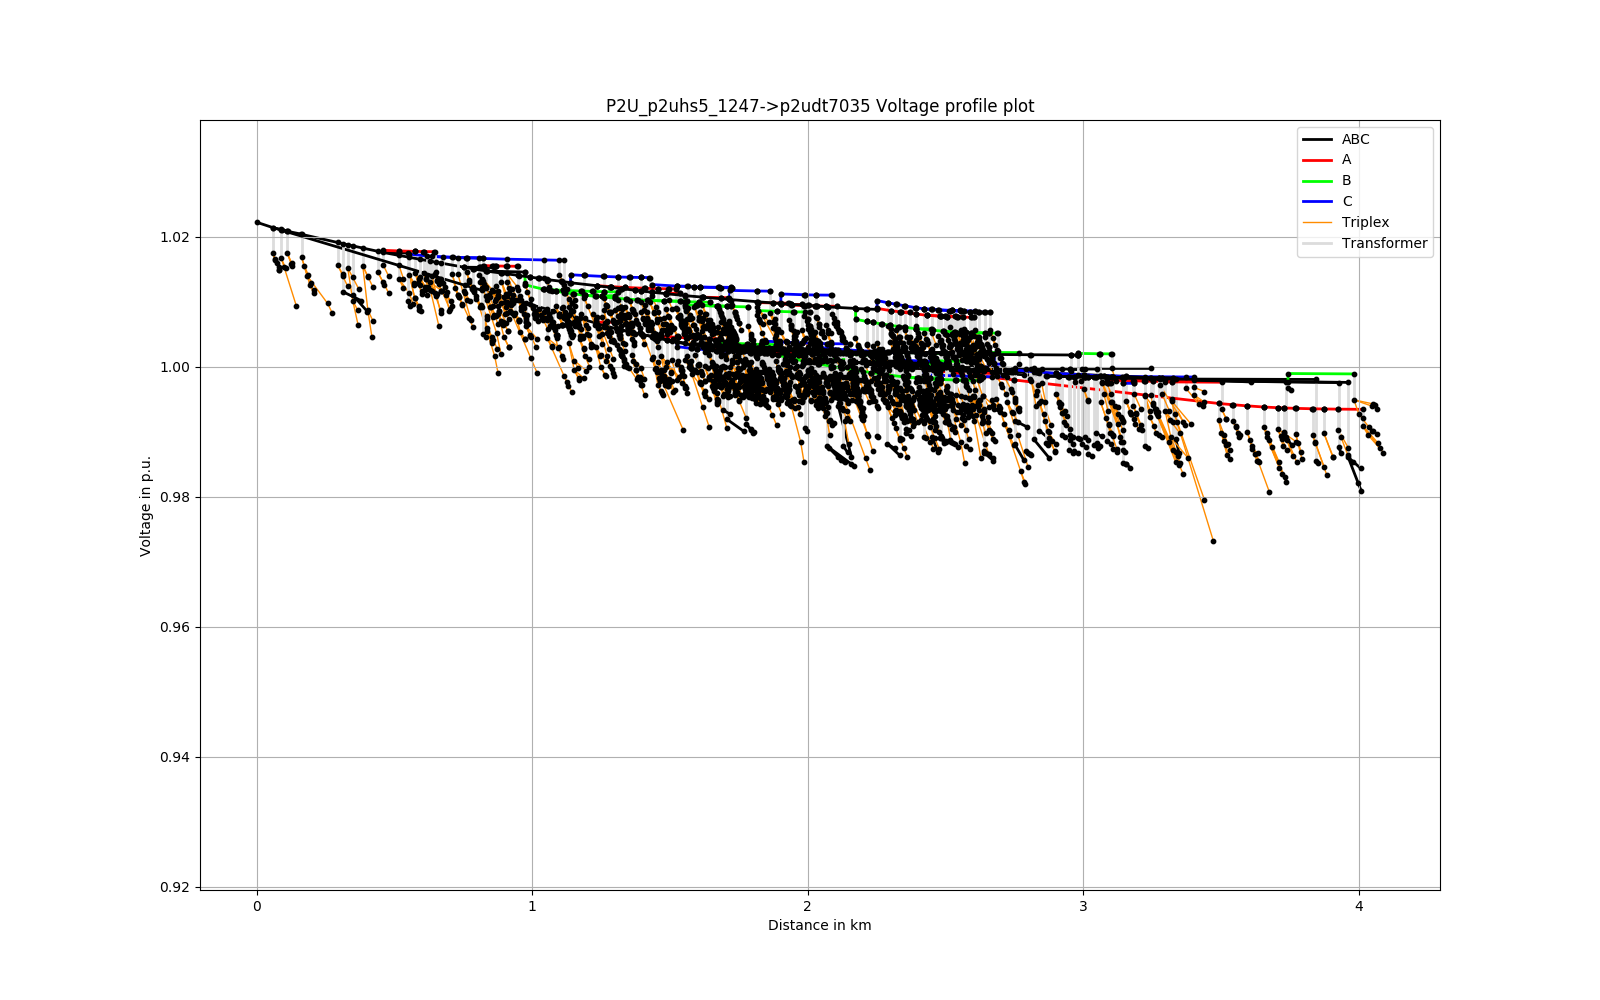 P2U_p2uhs5_1247->p2udt7035 Voltage profile plot
ABC
A
B
C
Triplex
Transformer
1.02
1.00
0.98
0.96
0.94
0.92
Voltage in p.u.
0 1 2 3 4
Distance in km